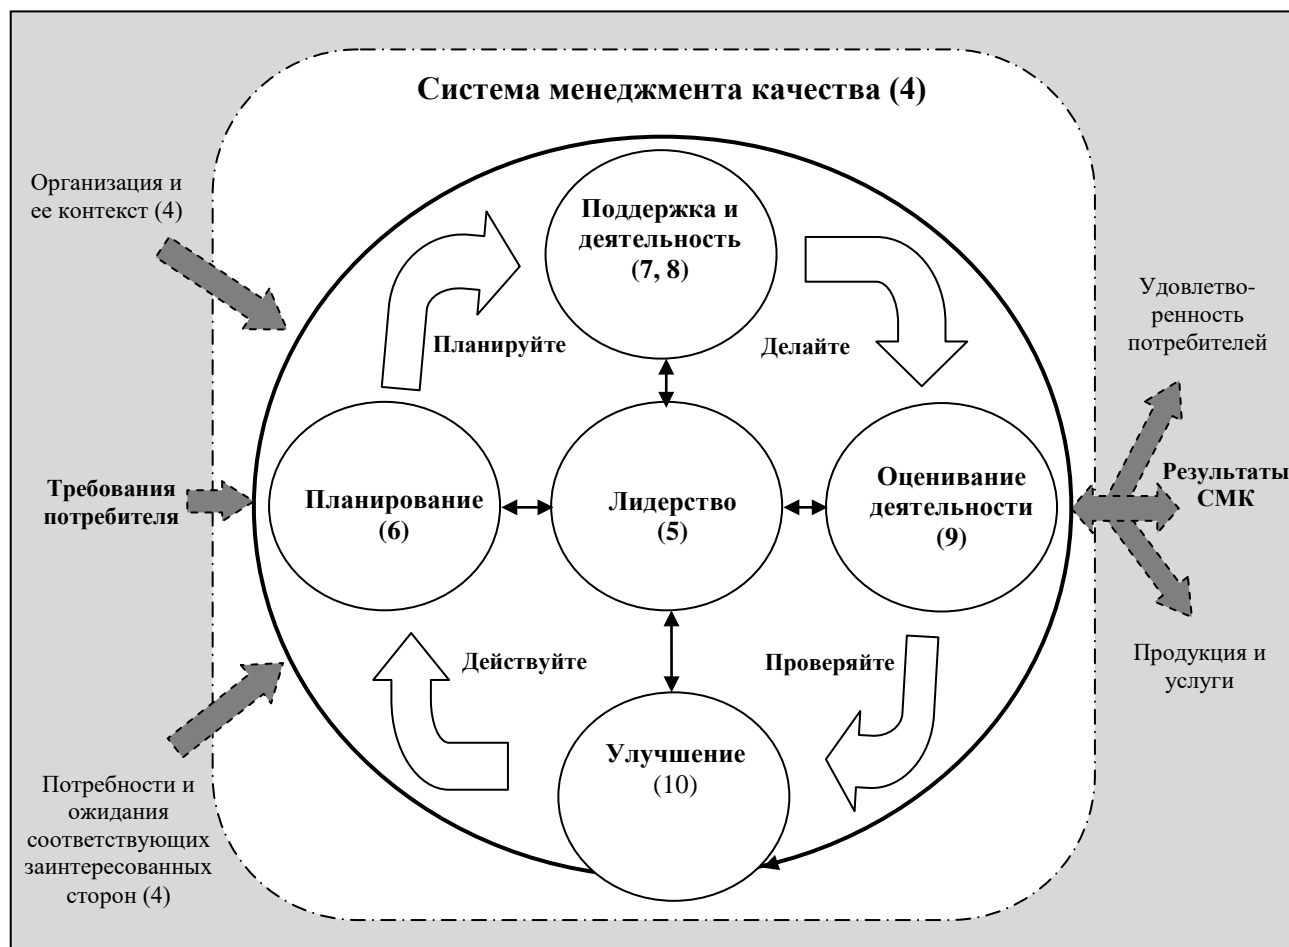 Система менеджмента качества (4)
Организация и
ее контекст (4)
Поддержка и
деятельность
(7, 8)
Планируйте
Делайте
Удовлетво-
ренность
потребителей
Требования
потребителя
Планирование
(6)
Лидерство
(5)
Оценивание
деятельности
(9)
Результаты
СМК
Действуйте
Проверяйте
Продукция и
услуги
Улучшение
(10)
Потребности и
ожидания
соответствующих
заинтересованных
сторон (4)